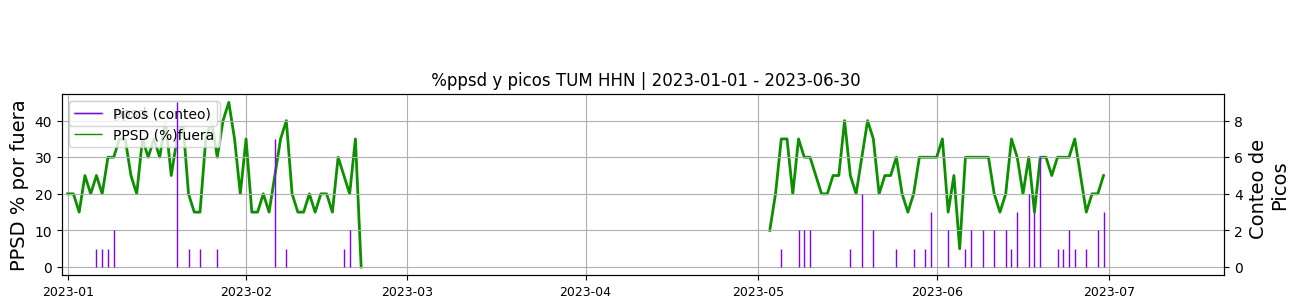 %ppsd y picos TUM HHN | 2023-01-01 - 2023-06-30
Picos (conteo)
PPSD (%)fuera
PPSD % por fuera
40
30
20
10
0
8
6
4
2
0
Conteo de
Picos
2023-01
2023-02
2023-03
2023-04
2023-05
2023-06
2023-07